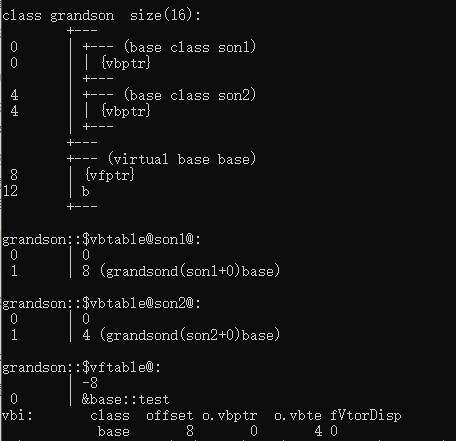 class grandson  size(16):
        +---
 0      | +--- (base class son1)
 0      | | {vbptr}
        | +---
 4      | +--- (base class son2)
 4      | | {vbptr}
        | +---
        +---
        +--- (virtual base base)
 8      | {vfptr}
12      | b
        +---
grandson::$vbtable@son1@:
 0      | 0
 1      | 8 (grandsond(son1+0)base)
grandson::$vbtable@son2@:
 0      | 0
 1      | 4 (grandsond(son2+0)base)
grandson::$vftable@:
        | -8
 0      | &base::test
vbi:       class  offset o.vbptr  o.vbte fVtorDisp
            base       8       0       4 0